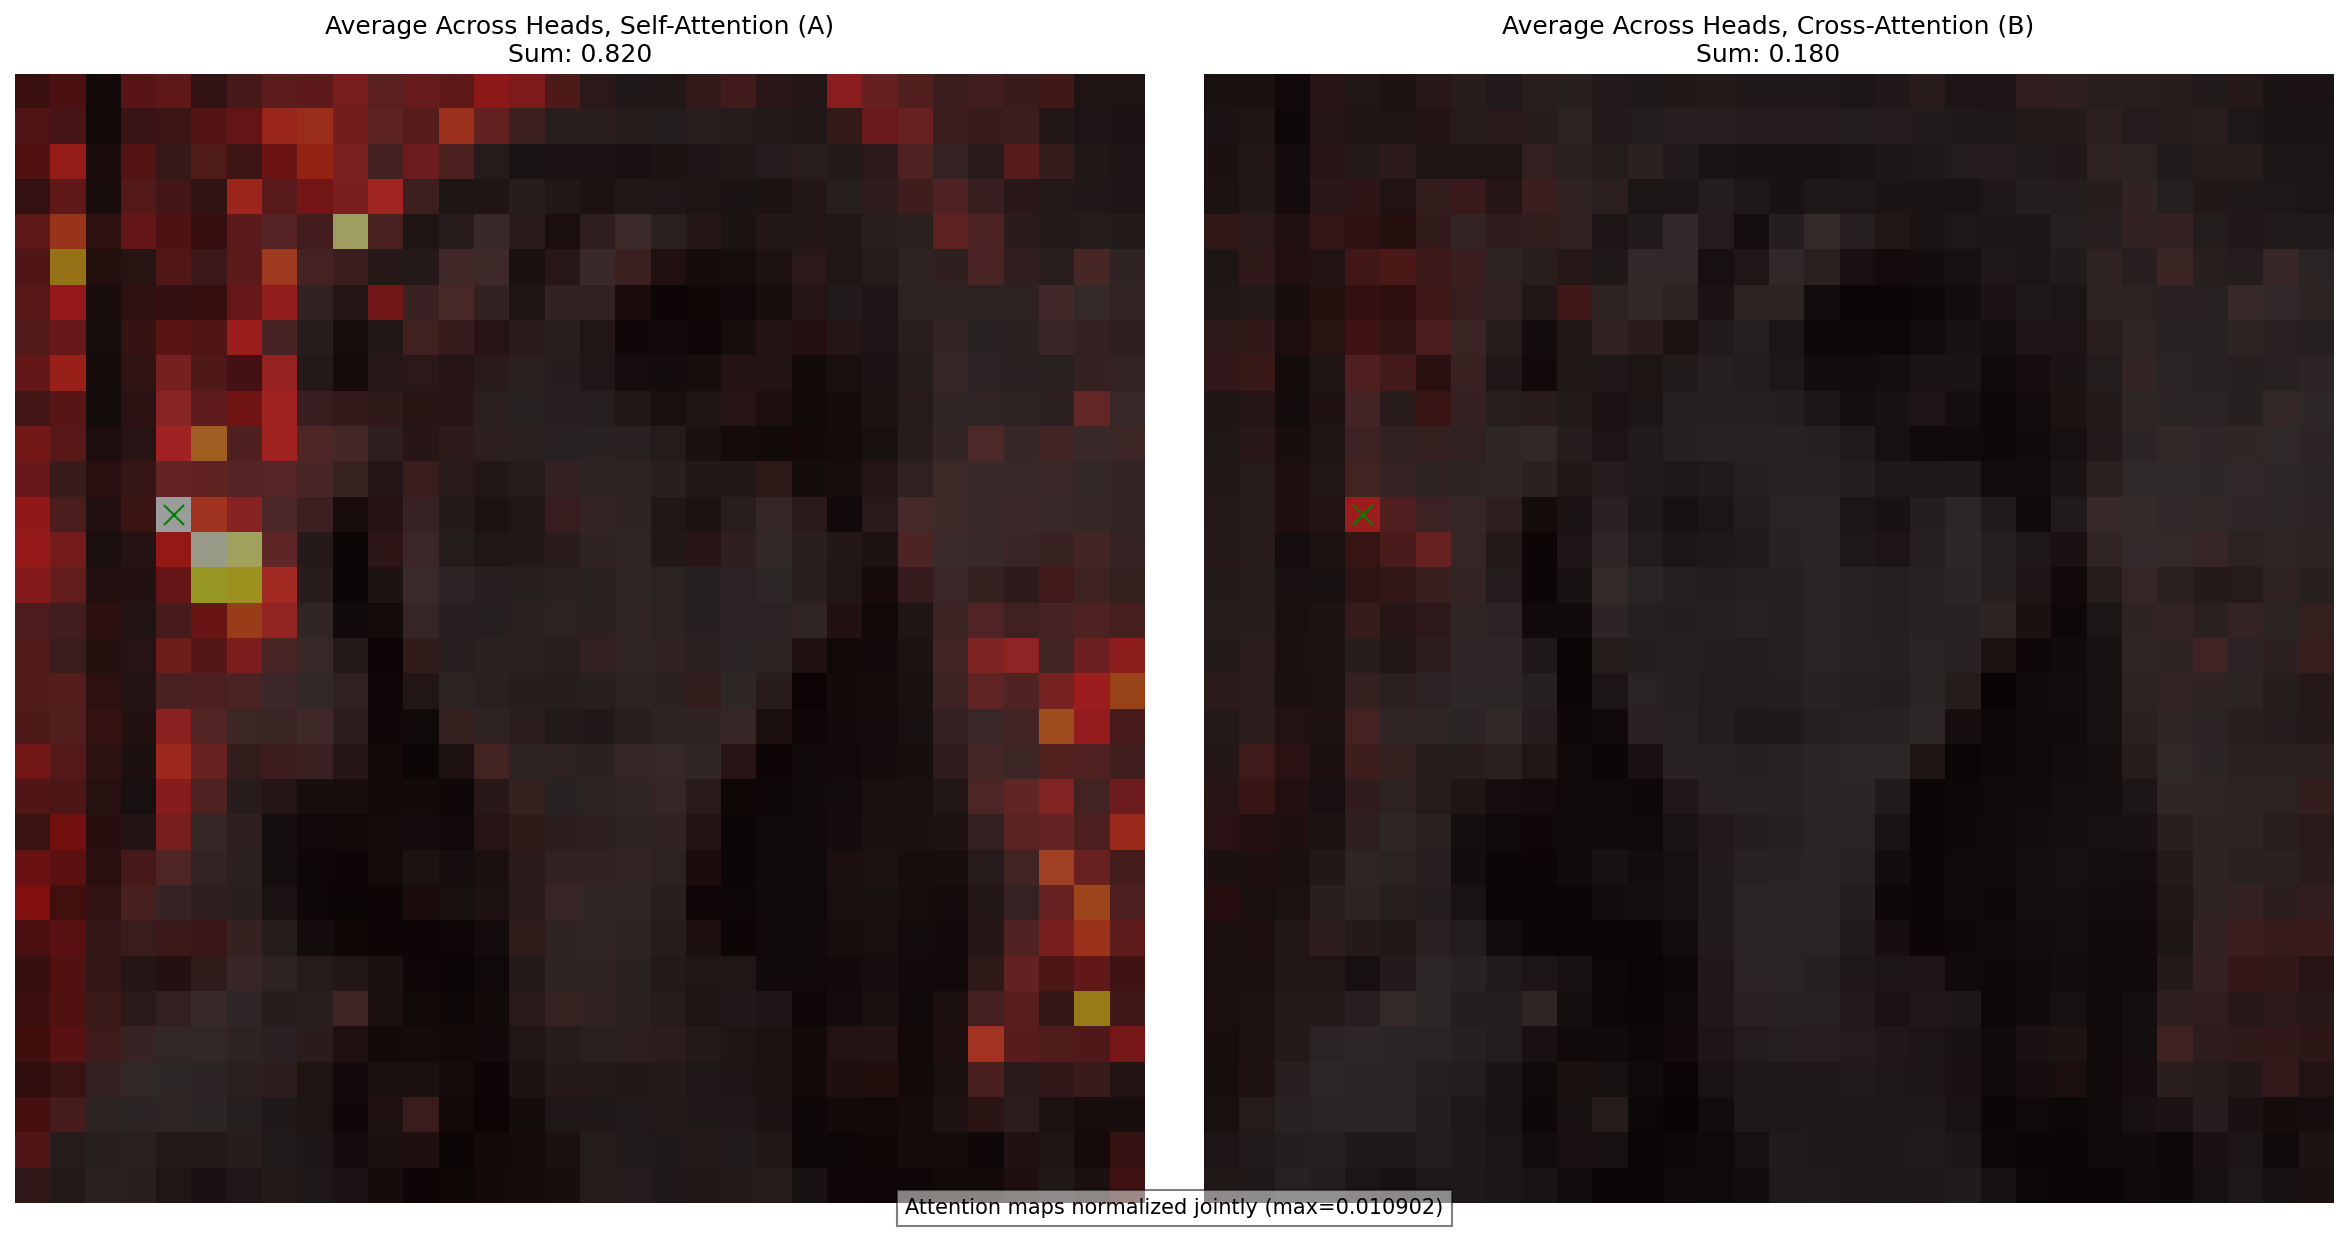 Average Across Heads, Self-Attention (A)
Sum: 0.820
Average Across Heads, Cross-Attention (B)
Sum: 0.180
Attention maps normalized jointly (max=0.010902)